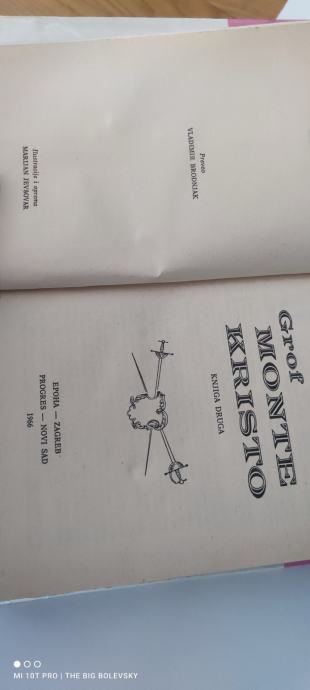 Preveo
VLADIMIR BRODNJAK
Ilustracije i oprema
MARIJAN JEVŠOVAR
Grof
MONTE
KRISTO
KNJIGA DRUGA
EPOHA — ZAGREB
PROGRES — NOVI SAD
1966
MI 10T PRO | THE BIG BOLEVSKY